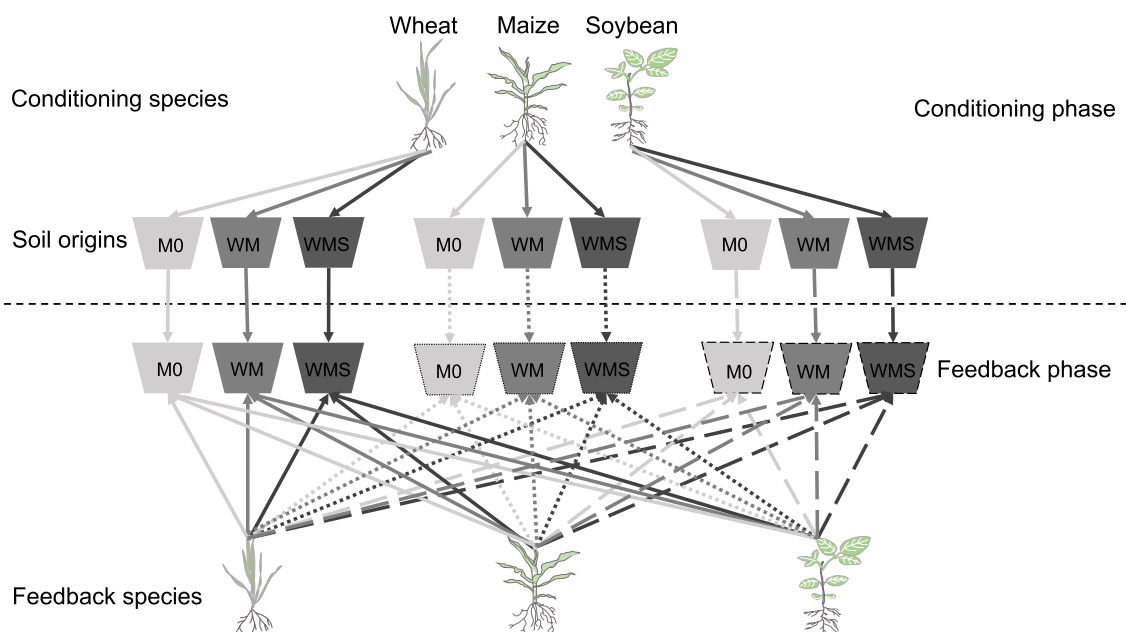 Wheat Maize Soybean
Conditioning species
Conditioning phase
Soil origins M0 WM WMS M0 WM WMS M0 WM WMS
M0 WM WMS M0 WM WMS M0 WM WMS Feedback phase
Feedback species